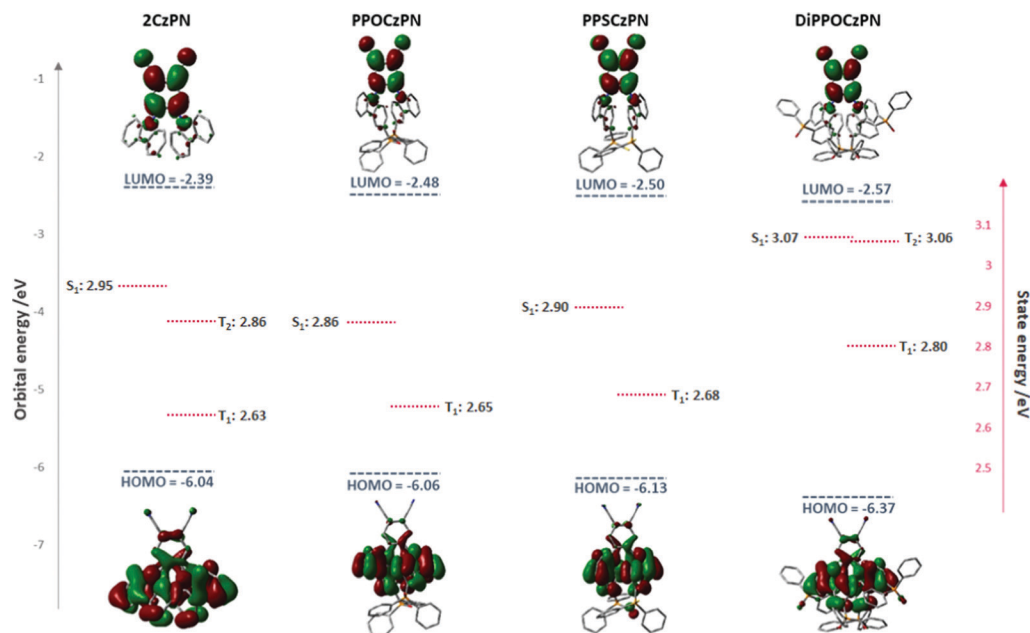 2CzPN
PPOCzPN
PPSCzPN
DiPPOCzPN
Orbital energy /eV
-1
-2
-3
-4
-5
-6
-7
LUMO = -2.39
LUMO = -2.48
LUMO = -2.50
LUMO = -2.57
S₁: 2.95
T₂: 2.86
T₁: 2.63
S₁: 2.86
T₁: 2.65
S₁: 2.90
T₁: 2.68
S₁: 3.07
T₂: 3.06
T₁: 2.80
HOMO = -6.04
HOMO = -6.06
HOMO = -6.13
HOMO = -6.37
3.1
3
2.9
2.8
2.7
2.6
2.5
State energy /eV